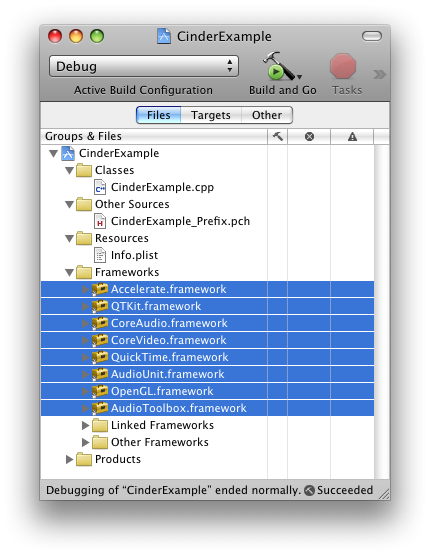 CinderExample
Debug
Active Build Configuration Build and Go Tasks
Files Targets Other
Groups & Files
CinderExample
Classes
CinderExample.cpp
Other Sources
CinderExample_Prefix.pch
Resources
Info.plist
Frameworks
Accelerate.framework
QTKit.framework
CoreAudio.framework
CoreVideo.framework
QuickTime.framework
AudioUnit.framework
OpenGL.framework
AudioToolbox.framework
Linked Frameworks
Other Frameworks
Products
Debugging of “CinderExample” ended normally. Succeeded